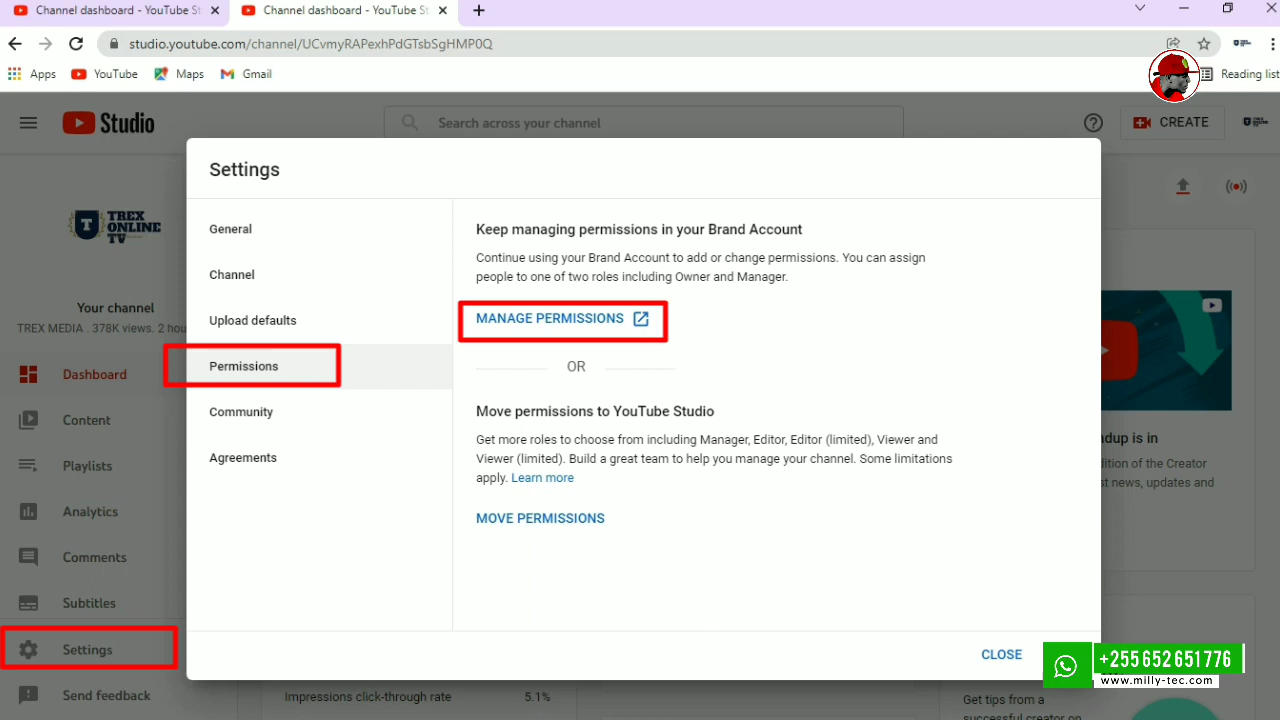 Channel dashboard - YouTube St
Channel dashboard - YouTube St
studio.youtube.com/channel/UCvmyRAPexhPdGTsbSgHMP0Q
Apps
YouTube
Maps
Gmail
Reading list
Studio
Search across your channel
CREATE
TREX
ONLINE
TV
Your channel
TREX MEDIA . 378K views. 2 hou
Dashboard
Content
Playlists
Analytics
Comments
Subtitles
Settings
Send feedback
Settings
General
Channel
Upload defaults
Permissions
Community
Agreements
Keep managing permissions in your Brand Account
Continue using your Brand Account to add or change permissions. You can assign
people to one of two roles including Owner and Manager.
MANAGE PERMISSIONS
OR
Move permissions to YouTube Studio
Get more roles to choose from including Manager, Editor, Editor (limited), Viewer and
Viewer (limited). Build a great team to help you manage your channel. Some limitations
apply. Learn more
MOVE PERMISSIONS
CLOSE
ndup is in
dition of the Creator
st news, updates and
Impressions click-through rate
5.1%
Get tips from a
successful creator on
+255652651776
www.milly-tec.com